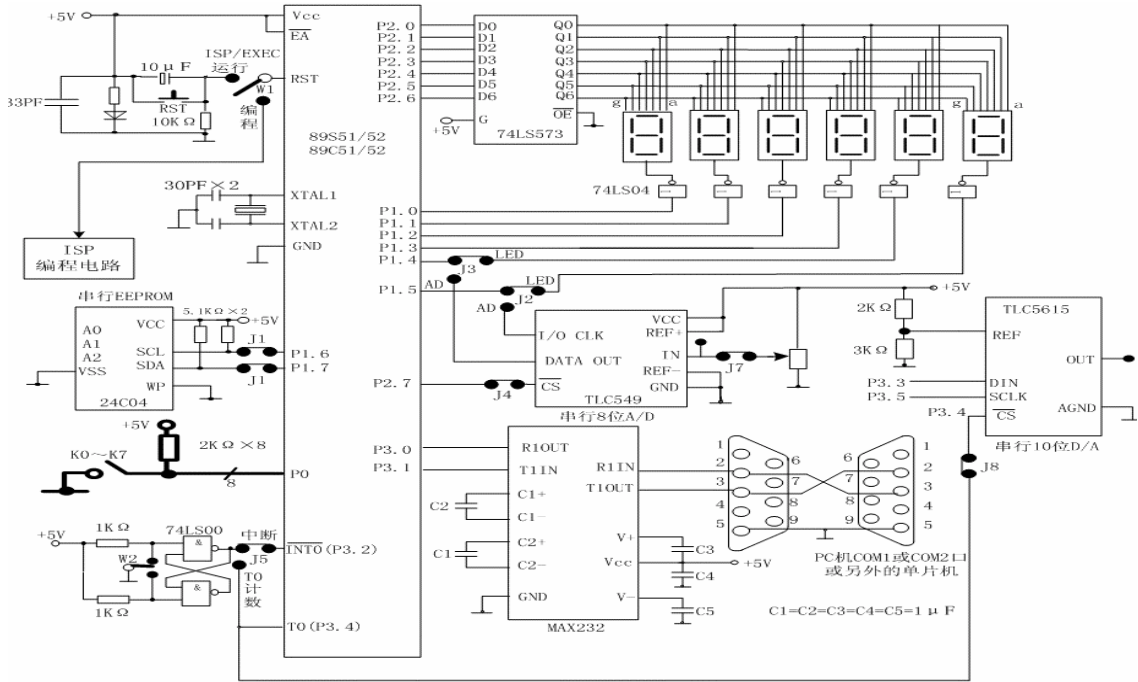 +5V
Vcc
EA
ISP/EXEC
运行
10μF
RST
W1
33PF
RST
10KΩ
编程
89S51/52
89C51/52
30PF×2
XTAL1
XTAL2
GND
ISP
编程电路
P2.0
P2.1
P2.2
P2.3
P2.4
P2.5
P2.6
D0
D1
D2
D3
D4
D5
D6
G
+5V
Q0
Q1
Q2
Q3
Q4
Q5
Q6
OE
74LS573
g
a
g
a
74LS04
P1.0
P1.1
P1.2
P1.3
P1.4
P1.5
LED
J3
AD
LED
J2
AD
串行EEPROM
A0
A1
A2
VSS
VCC
SCL
SDA
WP
24C04
5.1KΩ×2
+5V
J1
P1.6
J1
P1.7
P2.7
J4
I/O CLK
DATA OUT
CS
VCC
REF+
IN
REF-
GND
TLC549
串行8位A/D
J7
+5V
2KΩ
3KΩ
TLC5615
REF
OUT
DIN
SCLK
CS
AGND
P3.3
P3.5
P3.4
串行10位D/A
J8
+5V
2KΩ×8
K0～K7
8
P0
P3.0
P3.1
R1OUT
T1IN
C1+
C1-
C2+
C2-
GND
R1IN
T1OUT
V+
Vcc
V-
C2
C1
C3
C4
C5
+5V
MAX232
1
2
3
4
5
6
7
8
9
6
7
8
9
1
2
3
4
5
PC机COM1或COM2口
或另外的单片机
C1=C2=C3=C4=C5=1μF
+5V
1KΩ
W2
1KΩ
74LS00
&
&
中断
J5
INT0(P3.2)
T0
计数
T0(P3.4)